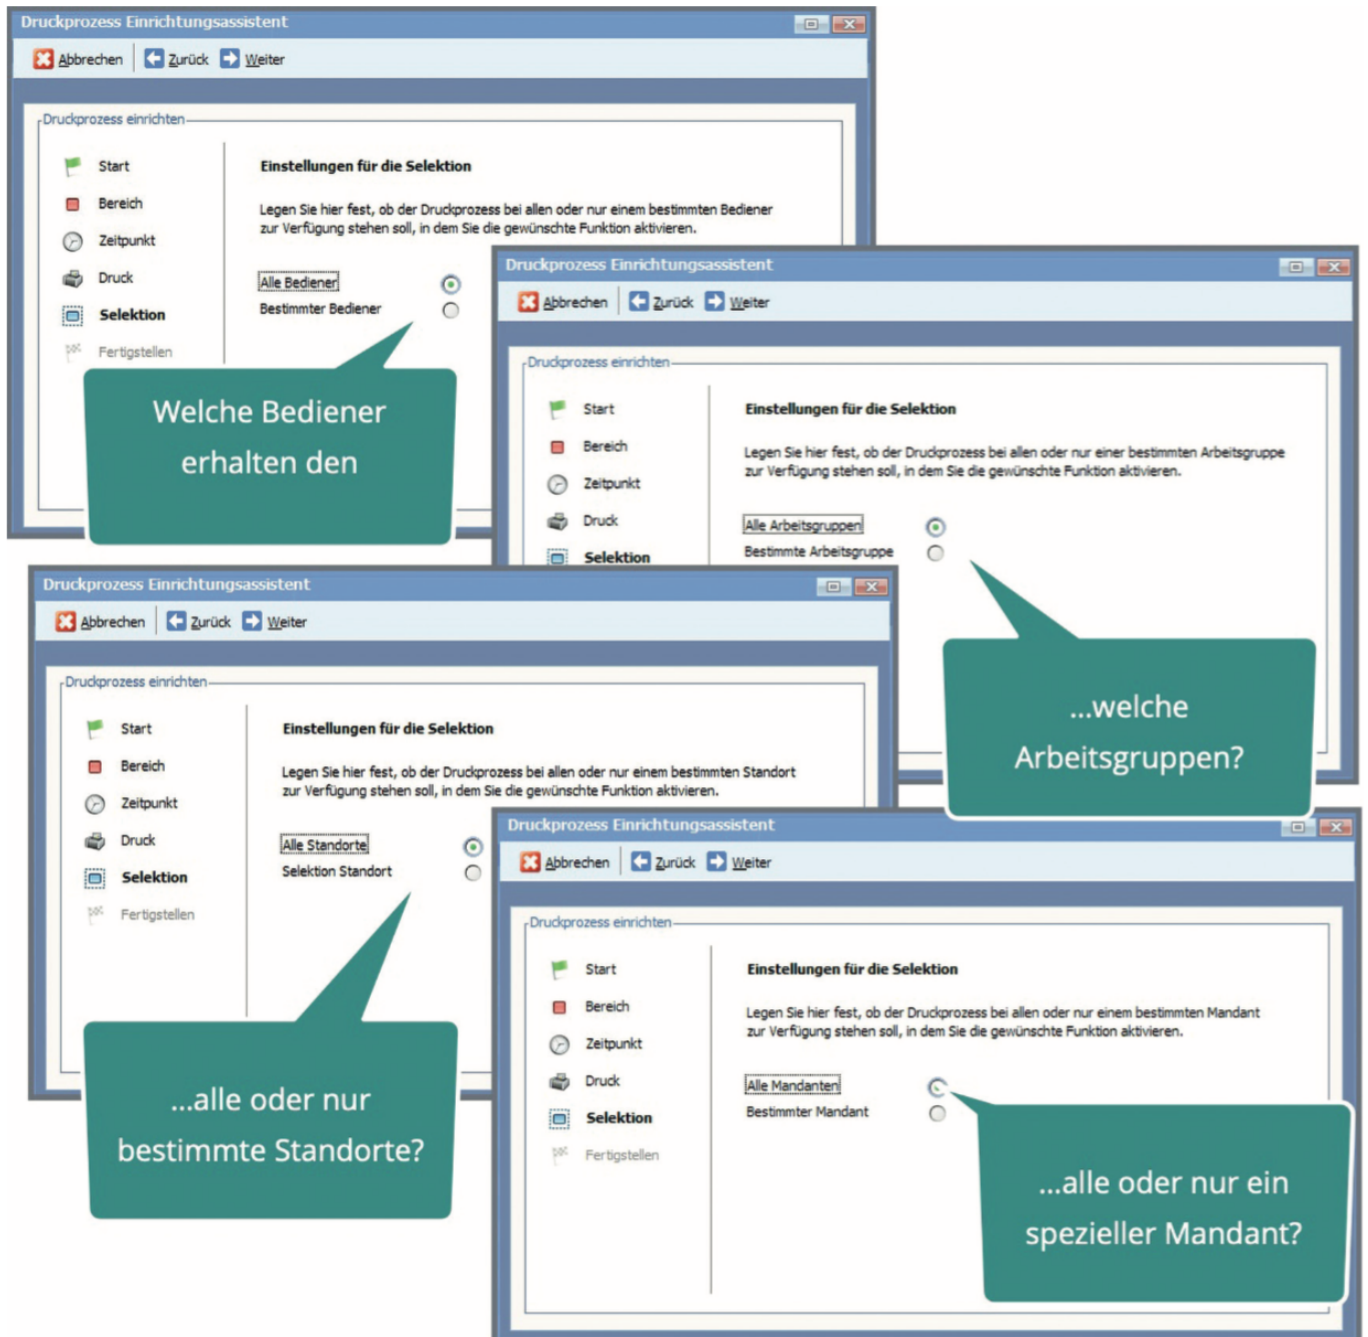 Druckprozess Einrichtungsassistent
Abbrechen Zurück Weiter
Druckprozess einrichten
Start
Bereich
Zeitpunkt
Druck
Selektion
Fertigstellen
Einstellungen für die Selektion
Legen Sie hier fest, ob der Druckprozess bei allen oder nur einem bestimmten Bediener
zur Verfügung stehen soll, in dem Sie die gewünschte Funktion aktivieren.
Alle Bediener
Bestimmter Bediener
Welche Bediener
erhalten den
Druckprozess Einrichtungsassistent
Abbrechen Zurück Weiter
Druckprozess einrichten
Start
Bereich
Zeitpunkt
Druck
Selektion
Einstellungen für die Selektion
Legen Sie hier fest, ob der Druckprozess bei allen oder nur einer bestimmten Arbeitsgruppe
zur Verfügung stehen soll, in dem Sie die gewünschte Funktion aktivieren.
Alle Arbeitsgruppen
Bestimmte Arbeitsgruppe
...welche
Arbeitsgruppen?
Druckprozess Einrichtungsassistent
Abbrechen Zurück Weiter
Druckprozess einrichten
Start
Bereich
Zeitpunkt
Druck
Selektion
Fertigstellen
Einstellungen für die Selektion
Legen Sie hier fest, ob der Druckprozess bei allen oder nur einem bestimmten Standort
zur Verfügung stehen soll, in dem Sie die gewünschte Funktion aktivieren.
Alle Standorte
Selektion Standort
...alle oder nur
bestimmte Standorte?
Druckprozess Einrichtungsassistent
Abbrechen Zurück Weiter
Druckprozess einrichten
Start
Bereich
Zeitpunkt
Druck
Selektion
Fertigstellen
Einstellungen für die Selektion
Legen Sie hier fest, ob der Druckprozess bei allen oder nur einem bestimmten Mandant
zur Verfügung stehen soll, in dem Sie die gewünschte Funktion aktivieren.
Alle Mandanten
Bestimmter Mandant
...alle oder nur ein
spezieller Mandant?